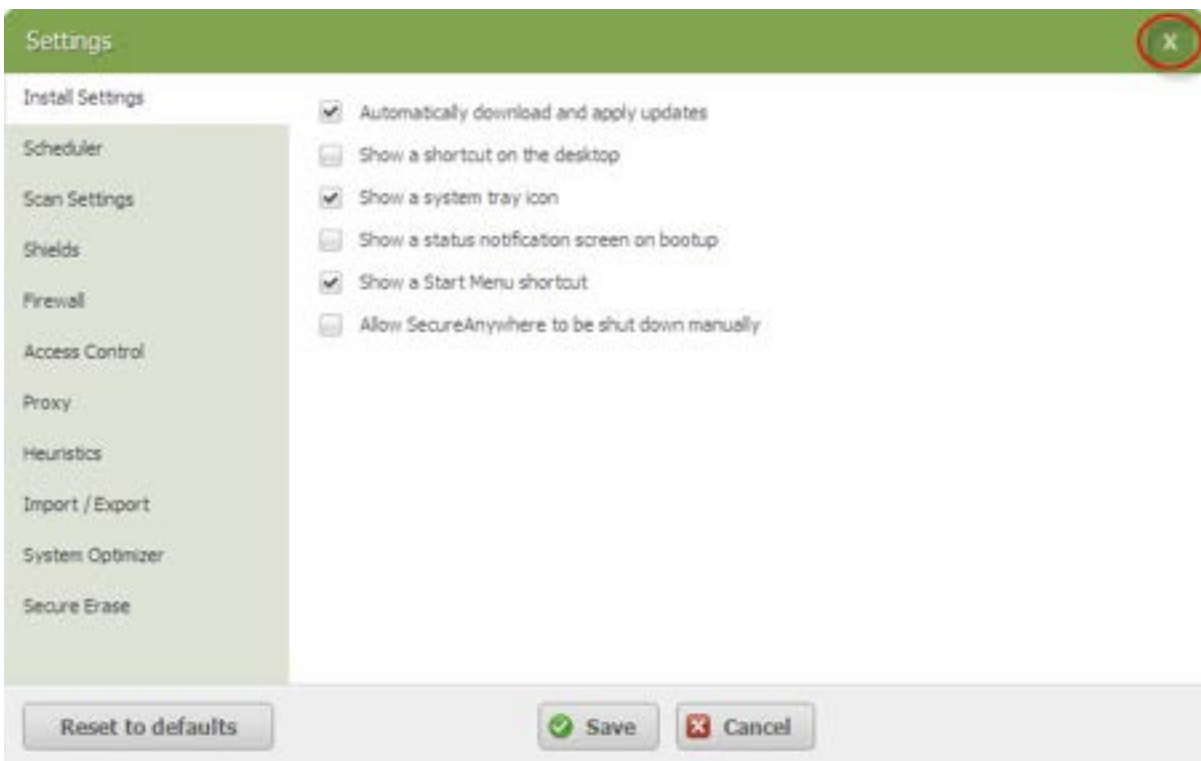 Settings
X
Install Settings
Scheduler
Scan Settings
Shields
Firewall
Access Control
Proxy
Heuristics
Import / Export
System Optimizer
Secure Erase
Automatically download and apply updates
Show a shortcut on the desktop
Show a system tray icon
Show a status notification screen on bootup
Show a Start Menu shortcut
Allow SecureAnywhere to be shut down manually
Reset to defaults
Save
Cancel